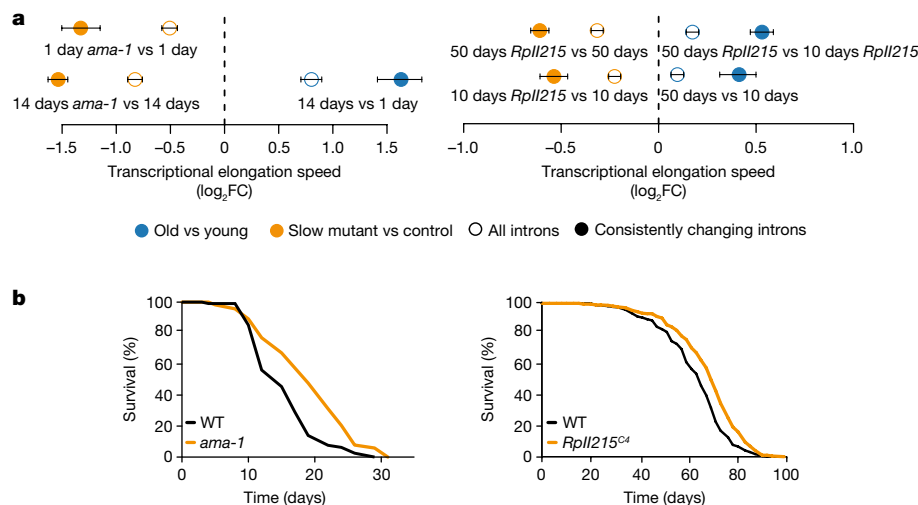 a
1 day ama-1 vs 1 day
14 days ama-1 vs 14 days
14 days vs 1 day
−1.5 −1.0 −0.5 0 0.5 1.0 1.5
Transcriptional elongation speed
(log2FC)
50 days RpII215 vs 50 days
50 days RpII215 vs 10 days RpII215
10 days RpII215 vs 10 days
50 days vs 10 days
−1.0 −0.5 0 0.5 1.0
Transcriptional elongation speed
(log2FC)
Old vs young Slow mutant vs control All introns Consistently changing introns
b
Survival (%)
100
80
60
40
20
0
WT
ama-1
0 10 20 30
Time (days)
Survival (%)
100
80
60
40
20
0
WT
RpII215C4
0 20 40 60 80 100
Time (days)